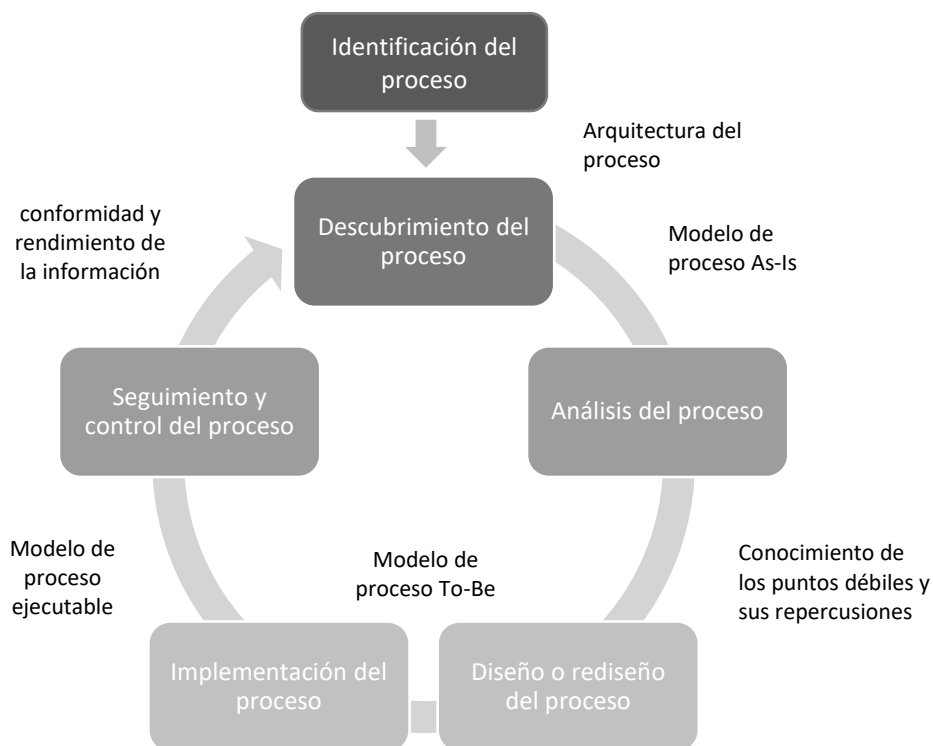 Identificación del
proceso
Arquitectura del
proceso
Descubrimiento del
proceso
Modelo de
proceso As-Is
conformidad y
rendimiento de
la información
Seguimiento y
control del proceso
Análisis del proceso
Modelo de
proceso
ejecutable
Modelo de
proceso To-Be
Conocimiento de
los puntos débiles y
sus repercusiones
Implementación del
proceso
Diseño o rediseño
del proceso